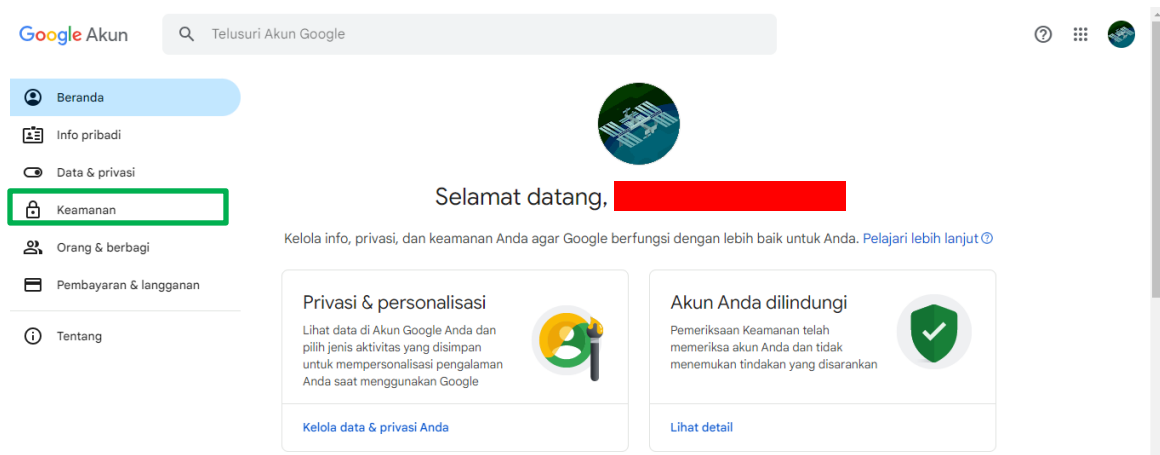 Google Akun
Telusuri Akun Google
Beranda
Info pribadi
Data & privasi
Keamanan
Orang & berbagi
Pembayaran & langganan
Tentang
Selamat datang,
Kelola info, privasi, dan keamanan Anda agar Google berfungsi dengan lebih baik untuk Anda. Pelajari lebih lanjut
Privasi & personalisasi
Lihat data di Akun Google Anda dan
pilih jenis aktivitas yang disimpan
untuk mempersonalisasi pengalaman
Anda saat menggunakan Google
Kelola data & privasi Anda
Akun Anda dilindungi
Pemeriksaan Keamanan telah
memeriksa akun Anda dan tidak
menemukan tindakan yang disarankan
Lihat detail